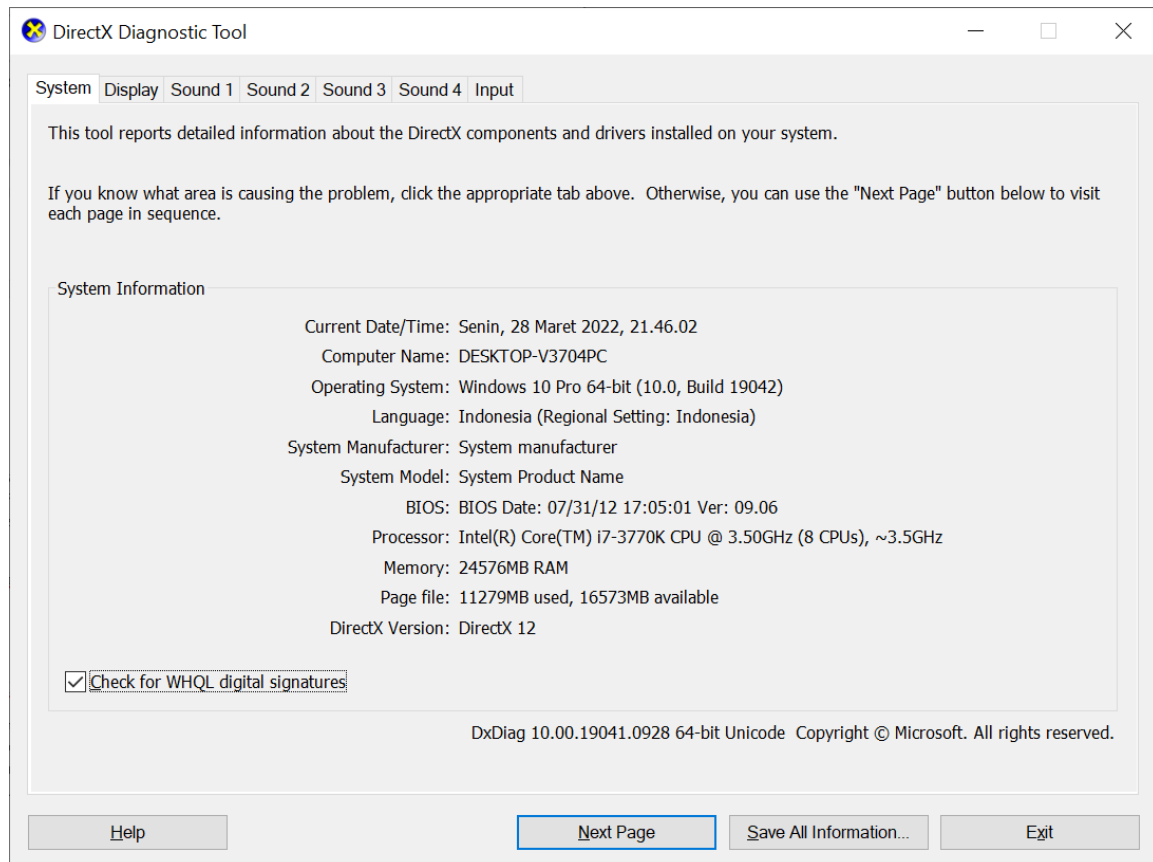 DirectX Diagnostic Tool
System Display Sound 1 Sound 2 Sound 3 Sound 4 Input
This tool reports detailed information about the DirectX components and drivers installed on your system.
If you know what area is causing the problem, click the appropriate tab above. Otherwise, you can use the "Next Page" button below to visit
each page in sequence.
System Information
Current Date/Time: Senin, 28 Maret 2022, 21.46.02
Computer Name: DESKTOP-V3704PC
Operating System: Windows 10 Pro 64-bit (10.0, Build 19042)
Language: Indonesia (Regional Setting: Indonesia)
System Manufacturer: System manufacturer
System Model: System Product Name
BIOS: BIOS Date: 07/31/12 17:05:01 Ver: 09.06
Processor: Intel(R) Core(TM) i7-3770K CPU @ 3.50GHz (8 CPUs), ~3.5GHz
Memory: 24576MB RAM
Page file: 11279MB used, 16573MB available
DirectX Version: DirectX 12
Check for WHQL digital signatures
DxDiag 10.00.19041.0928 64-bit Unicode Copyright © Microsoft. All rights reserved.
Help Next Page Save All Information... Exit